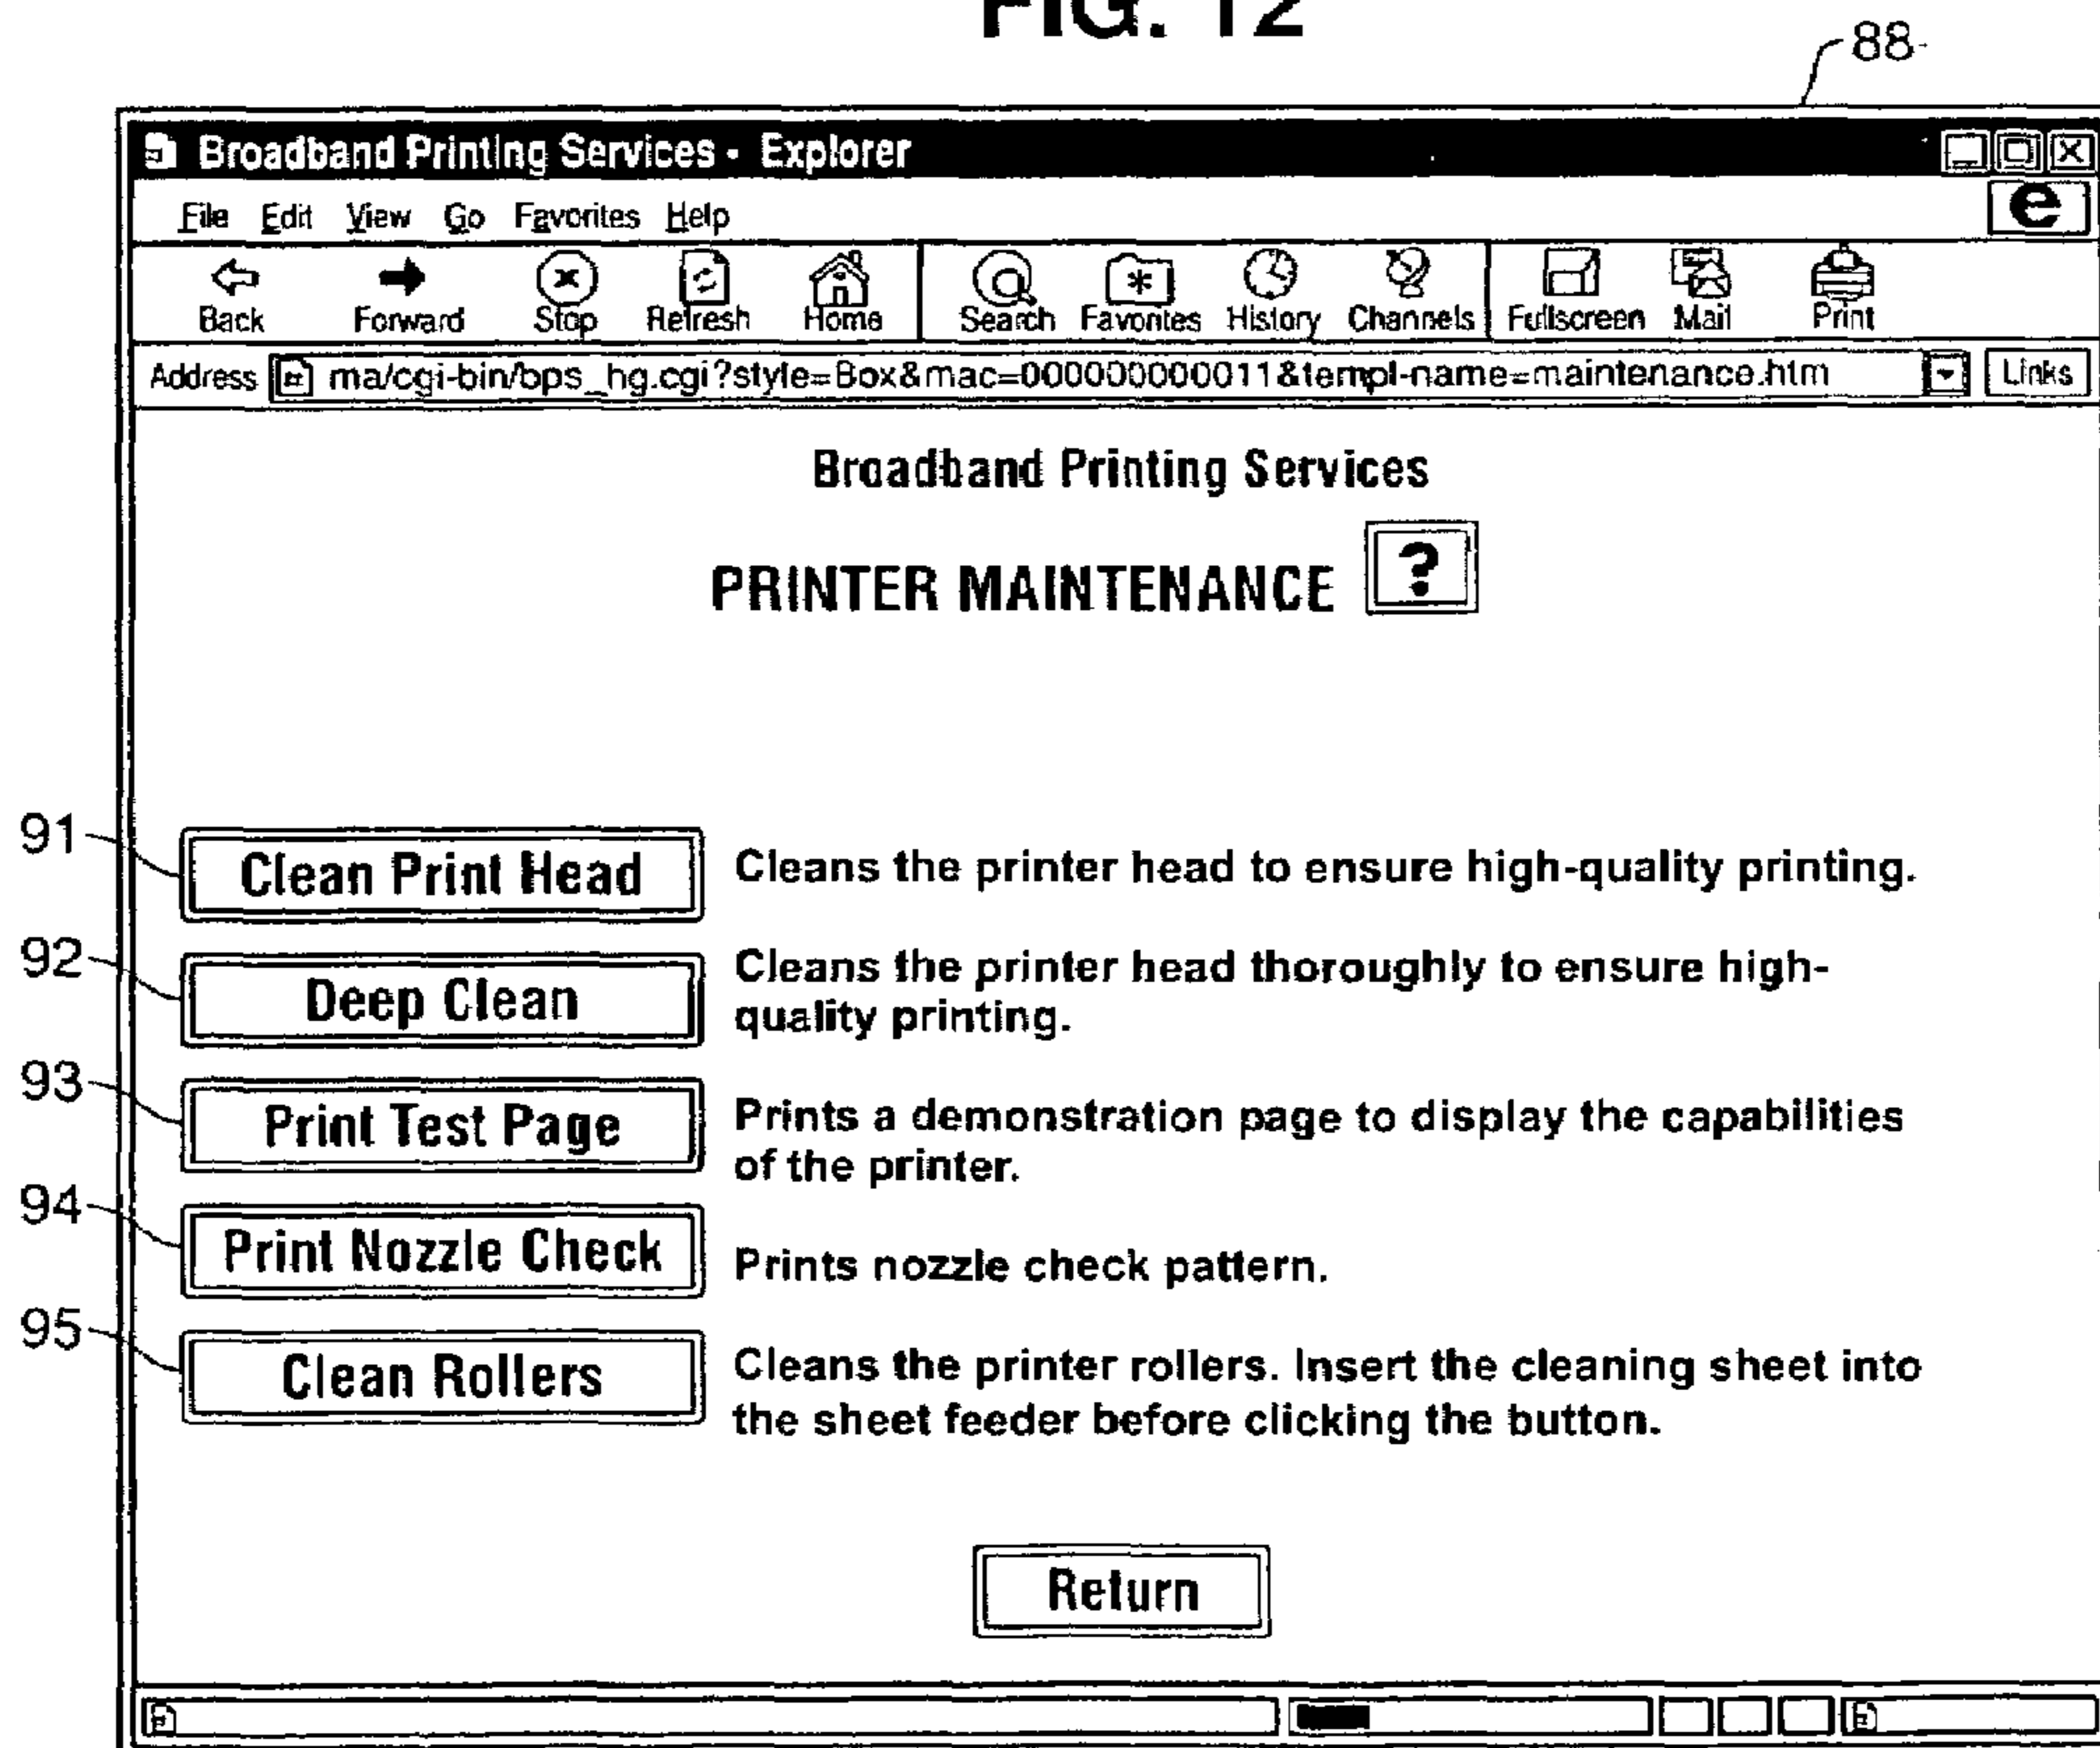 FIG. 12
88
Broadband Printing Services - Explorer
File Edit View Go Favorites Help
e
Back Forward Stop Refresh Home Search Favorites History Channels Fullscreen Mail Print
Address ma/cgi-bin/bps_hg.cgi?style=Box&mac=000000000011&templ-name=maintenance.htm Links
Broadband Printing Services
PRINTER MAINTENANCE ?
91 Clean Print Head Cleans the printer head to ensure high-quality printing.
92 Deep Clean Cleans the printer head thoroughly to ensure high-
quality printing.
93 Print Test Page Prints a demonstration page to display the capabilities
of the printer.
94 Print Nozzle Check Prints nozzle check pattern.
95 Clean Rollers Cleans the printer rollers. Insert the cleaning sheet into
the sheet feeder before clicking the button.
Return